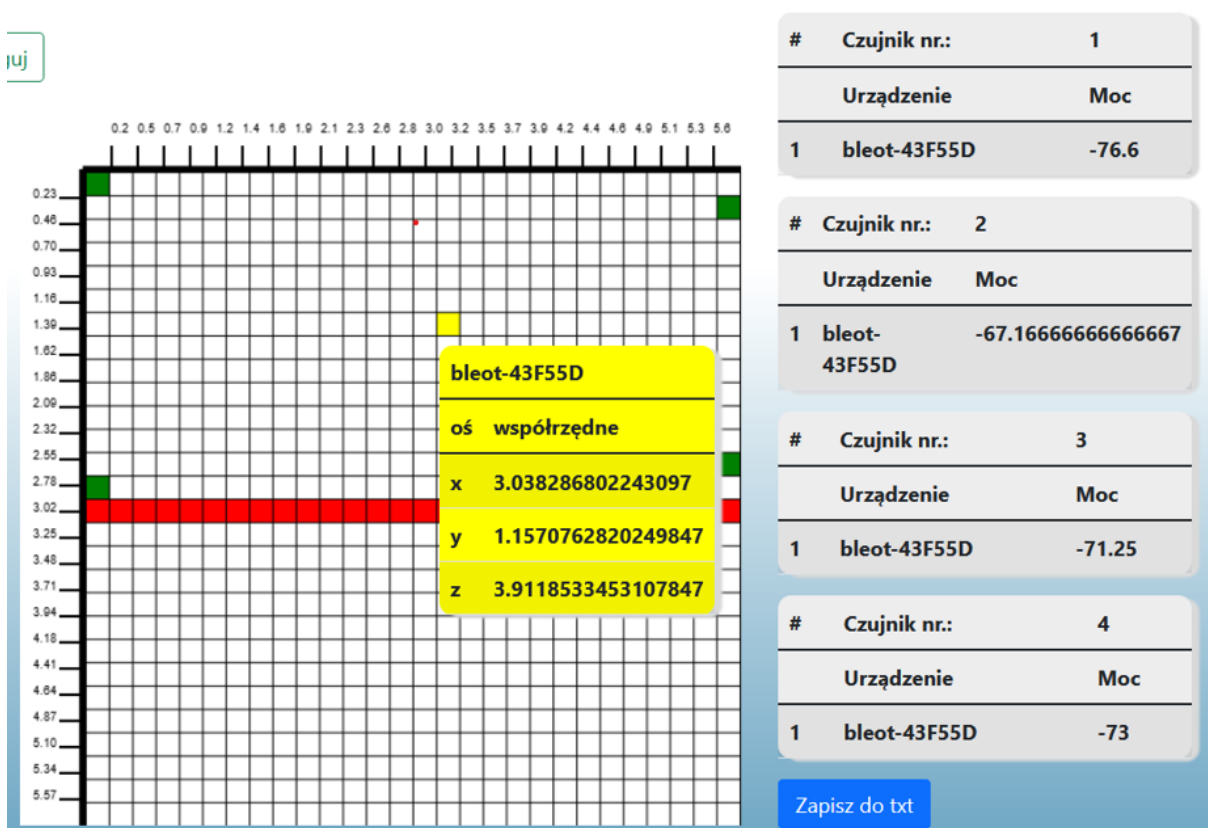 uj
0.2 0.5 0.7 0.9 1.2 1.4 1.6 1.9 2.1 2.3 2.6 2.8 3.0 3.2 3.5 3.7 3.9 4.2 4.4 4.6 4.9 5.1 5.3 5.6
0.23
0.46
0.70
0.93
1.16
1.39
1.62
1.86
2.09
2.32
2.55
2.78
3.02
3.25
3.48
3.71
3.94
4.18
4.41
4.64
4.87
5.10
5.34
5.57
bleot-43F55D
oś współrzędne
x 3.038286802243097
y 1.1570762820249847
z 3.9118533453107847
# Czujnik nr.: 1
Urządzenie Moc
1 bleot-43F55D -76.6
# Czujnik nr.: 2
Urządzenie Moc
1 bleot- -67.16666666666667
43F55D
# Czujnik nr.: 3
Urządzenie Moc
1 bleot-43F55D -71.25
# Czujnik nr.: 4
Urządzenie Moc
1 bleot-43F55D -73
Zapisz do txt